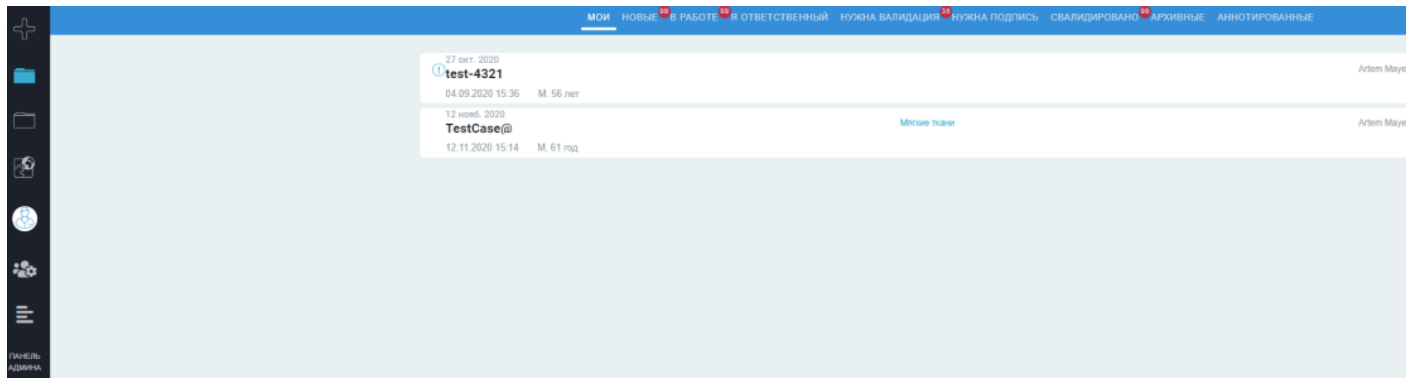 МОИ НОВЫЕ 99 В РАБОТЕ 99 Я ОТВЕТСТВЕННЫЙ НУЖНА ВАЛИДАЦИЯ 35 НУЖНА ПОДПИСЬ СВАЛИДИРОВАНО 98 АРХИВНЫЕ АННОТИРОВАННЫЕ
27 окт. 2020
test-4321
Artem Maye
04.09.2020 15:36 М. 56 лет
12 нояб. 2020
TestCase@
Мягкие ткани
Artem Maye
12.11.2020 15:14 М. 61 год
ПАНЕЛЬ
АДМИНА